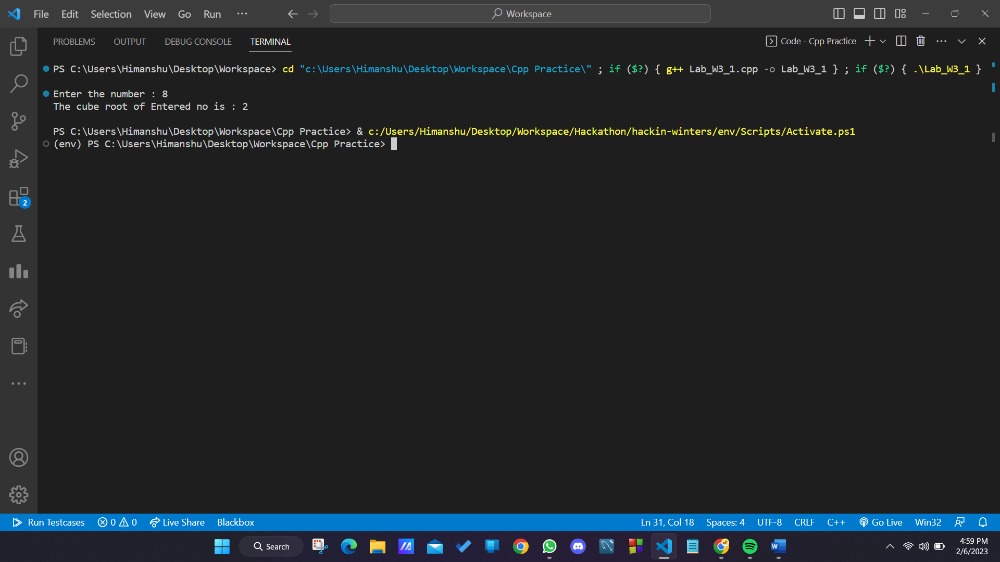 File Edit Selection View Go Run ···
Workspace
PROBLEMS OUTPUT DEBUG CONSOLE TERMINAL
Code - Cpp Practice
PS C:\Users\Himanshu\Desktop\Workspace> cd "c:\Users\Himanshu\Desktop\Workspace\Cpp Practice\" ; if ($?) { g++ Lab_W3_1.cpp -o Lab_W3_1 } ; if ($?) { .\Lab_W3_1 }
Enter the number : 8
The cube root of Entered no is : 2
PS C:\Users\Himanshu\Desktop\Workspace\Cpp Practice> & c:/Users/Himanshu/Desktop/Workspace/Hackathon/hackin-winters/env/Scripts/Activate.ps1
(env) PS C:\Users\Himanshu\Desktop\Workspace\Cpp Practice>
2
Run Testcases 0 0 Live Share Blackbox
Ln 31, Col 18 Spaces: 4 UTF-8 CRLF C++ Go Live Win32
Search
W
4:59 PM
2/6/2023